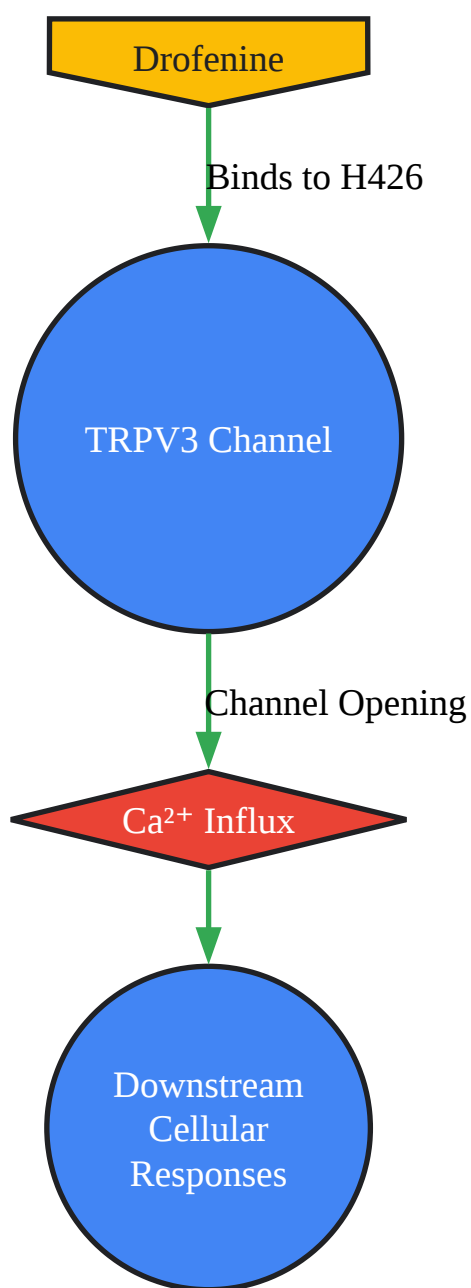 Drofenine
Binds to H426
TRPV3 Channel
Channel Opening
Ca²⁺ Influx
Downstream
Cellular
Responses